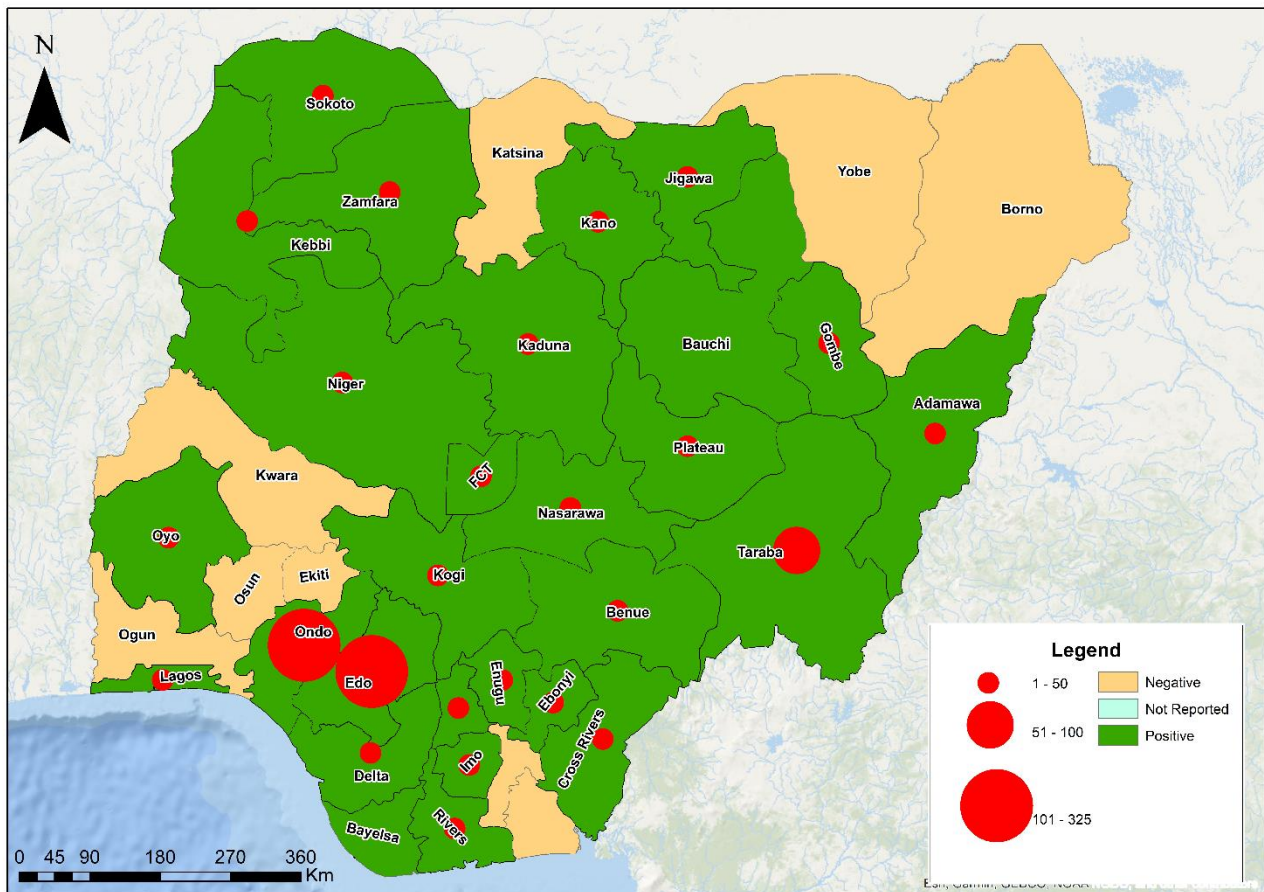 N
Sokoto
Katsina
Zamfara
Jigawa
Yobe
Kano
Borno
Kebbi
Kaduna
Bauchi
Gombe
Niger
Adamawa
Plateau
FCT
Kwara
Nasarawa
Oyo
Taraba
Kogi
Osun
Ekiti
Benue
Ogun
Ondo
Lagos
Edo
Enugu
Ebonyi
Cross Rivers
Imo
Delta
Bayelsa
Rivers
0 45 90 180 270 360
Km
Legend
1 - 50
51 - 100
101 - 325
Negative
Not Reported
Positive